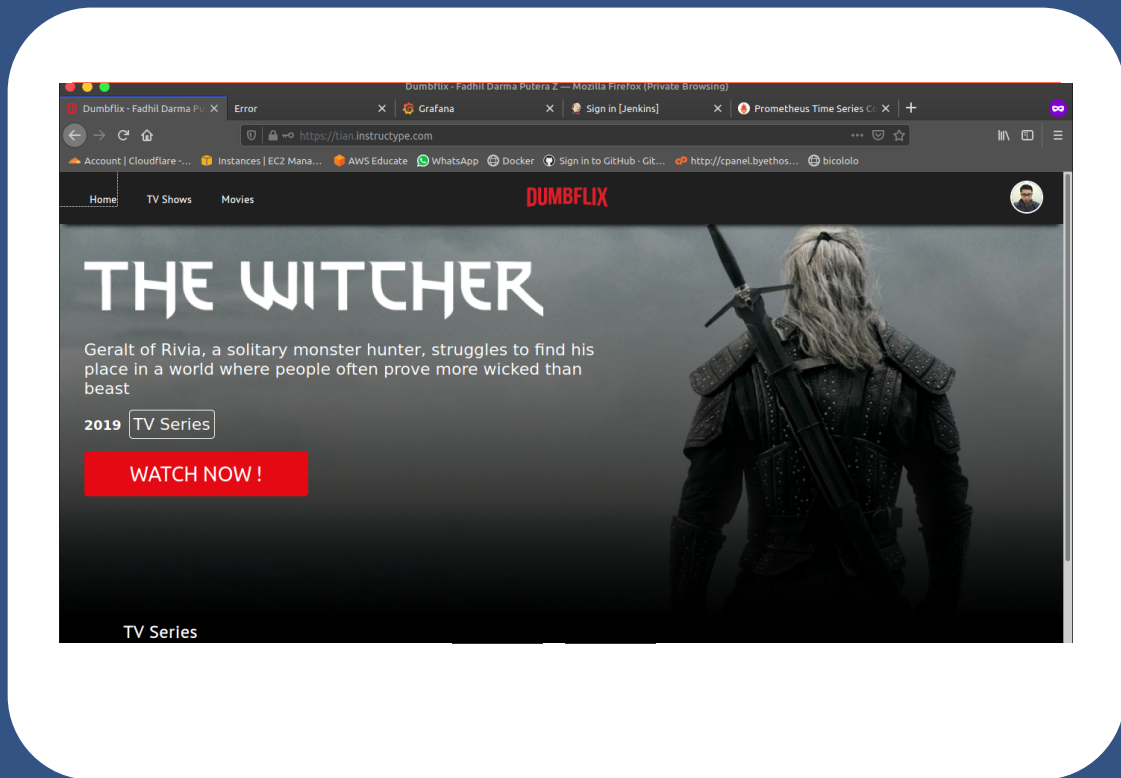 Dumbflix - Fadhil Darma Putera Z — Mozilla Firefox (Private Browsing)
Dumbflix - Fadhil Darma Pu Error Grafana Sign in [Jenkins] Prometheus Time Series Co
https://tian.instructype.com
Account | Cloudflare -... Instances | EC2 Mana... AWS Educate WhatsApp Docker Sign in to GitHub · Git... http://cpanel.byethos... bicololo
Home TV Shows Movies DUMBFLIX
THE WITCHER
Geralt of Rivia, a solitary monster hunter, struggles to find his
place in a world where people often prove more wicked than
beast
2019 TV Series
WATCH NOW !
TV Series